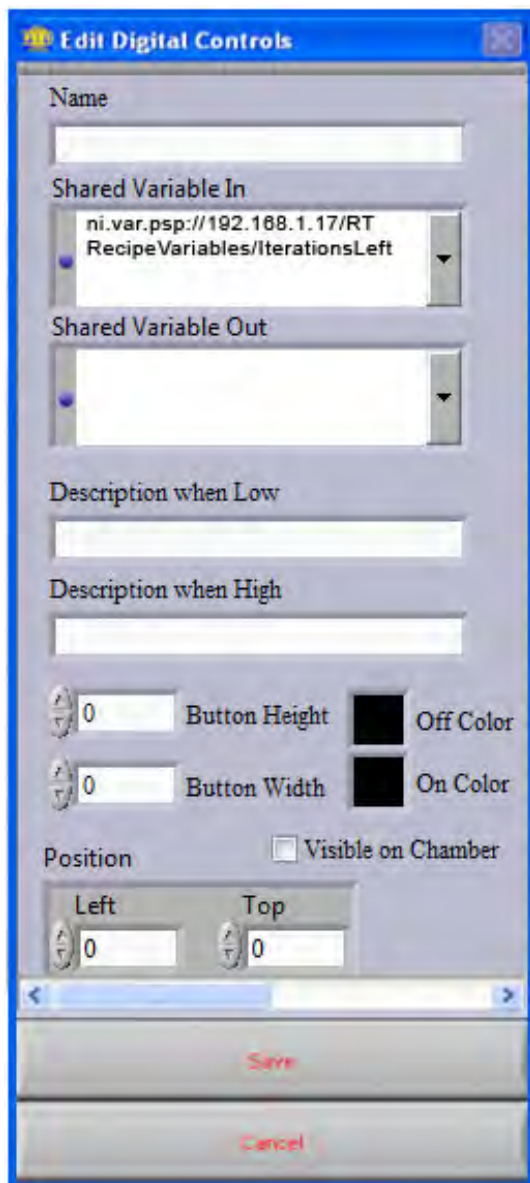 Edit Digital Controls
Name
Shared Variable In
ni.var.psp://192.168.1.17/RT
RecipeVariables/IterationsLeft
Shared Variable Out
Description when Low
Description when High
0 Button Height Off Color
0 Button Width On Color
Visible on Chamber
Position
Left Top
0 0
Save
Cancel